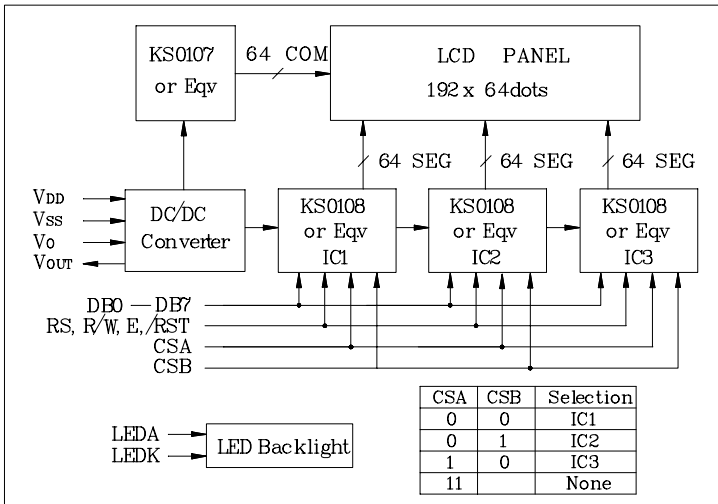 KS0107
or Eqv
64 COM
LCD PANEL
192 x 64dots
64 SEG
64 SEG
64 SEG
VDD
VSS
VO
VOUT
DC/DC
Converter
KS0108
or Eqv
IC1
KS0108
or Eqv
IC2
KS0108
or Eqv
IC3
DB0 — DB7
RS, R/W, E, /RST
CSA
CSB
CSA CSB Selection
0 0 IC1
0 1 IC2
1 0 IC3
11 None
LEDA
LEDK
LED Backlight